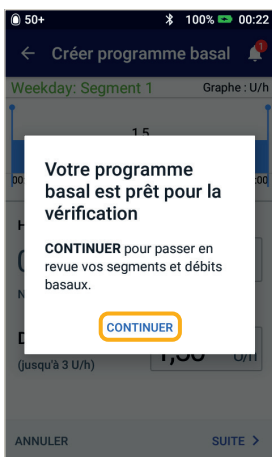 50+ 100% 00:22
Créer programme basal
Weekday: Segment 1 Graphe : U/h
1.5
Votre programme
basal est prêt pour la
vérification
CONTINUER pour passer en
revue vos segments et débits
basaux.
CONTINUER
(jusqu'à 3 U/h) U/h
ANNULER SUITE